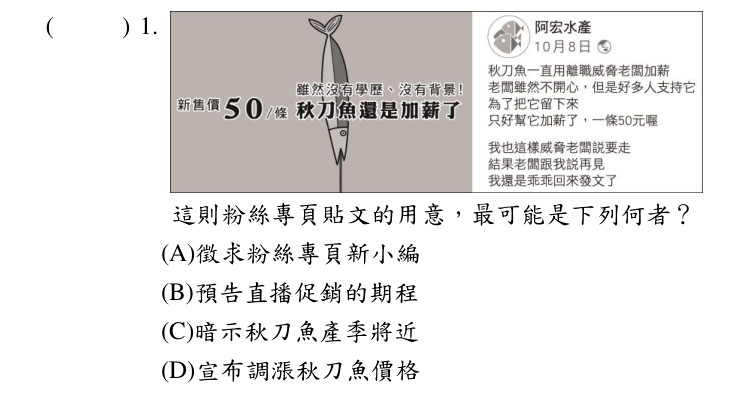 (　　) 1.
雖然沒有學歷、沒有背景!
新售價50/條 秋刀魚還是加薪了
阿宏水產
10月8日
秋刀魚一直用離職威脅老闆加薪
老闆雖然不開心，但是好多人支持它
為了把它留下來
只好幫它加薪了，一條50元喔
我也這樣威脅老闆說要走
結果老闆跟我說再見
我還是乖乖回來發文了
這則粉絲專頁貼文的用意，最可能是下列何者？
(A)徵求粉絲專頁新小編
(B)預告直播促銷的期程
(C)暗示秋刀魚產季將近
(D)宣布調漲秋刀魚價格